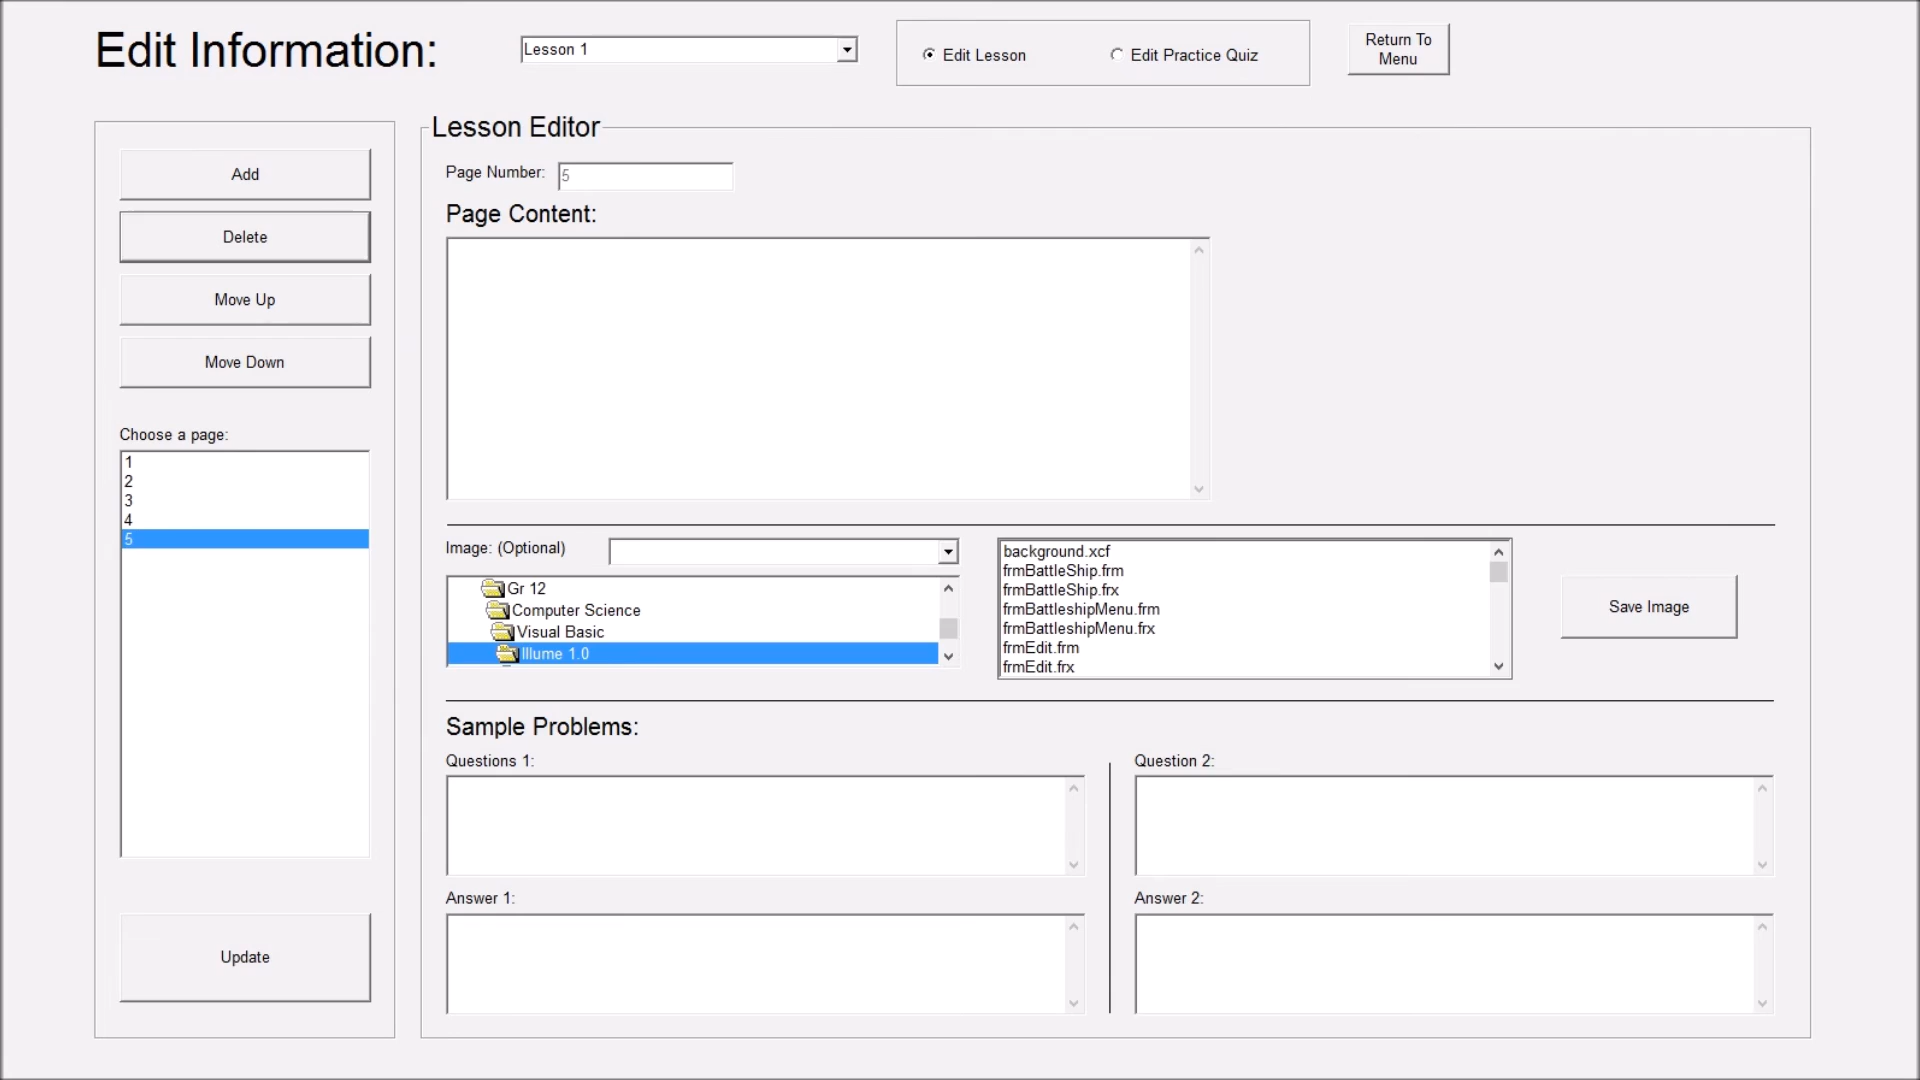 Edit Information:
Lesson 1
Edit Lesson
Edit Practice Quiz
Return To
Menu
Add
Delete
Move Up
Move Down
Choose a page:
1
2
3
4
5
Update
Lesson Editor
Page Number:
5
Page Content:
Image: (Optional)
Gr 12
Computer Science
Visual Basic
Illume 1.0
background.xcf
frmBattleShip.frm
frmBattleShip.frx
frmBattleshipMenu.frm
frmBattleshipMenu.frx
frmEdit.frm
frmEdit.frx
Save Image
Sample Problems:
Questions 1:
Question 2:
Answer 1:
Answer 2: